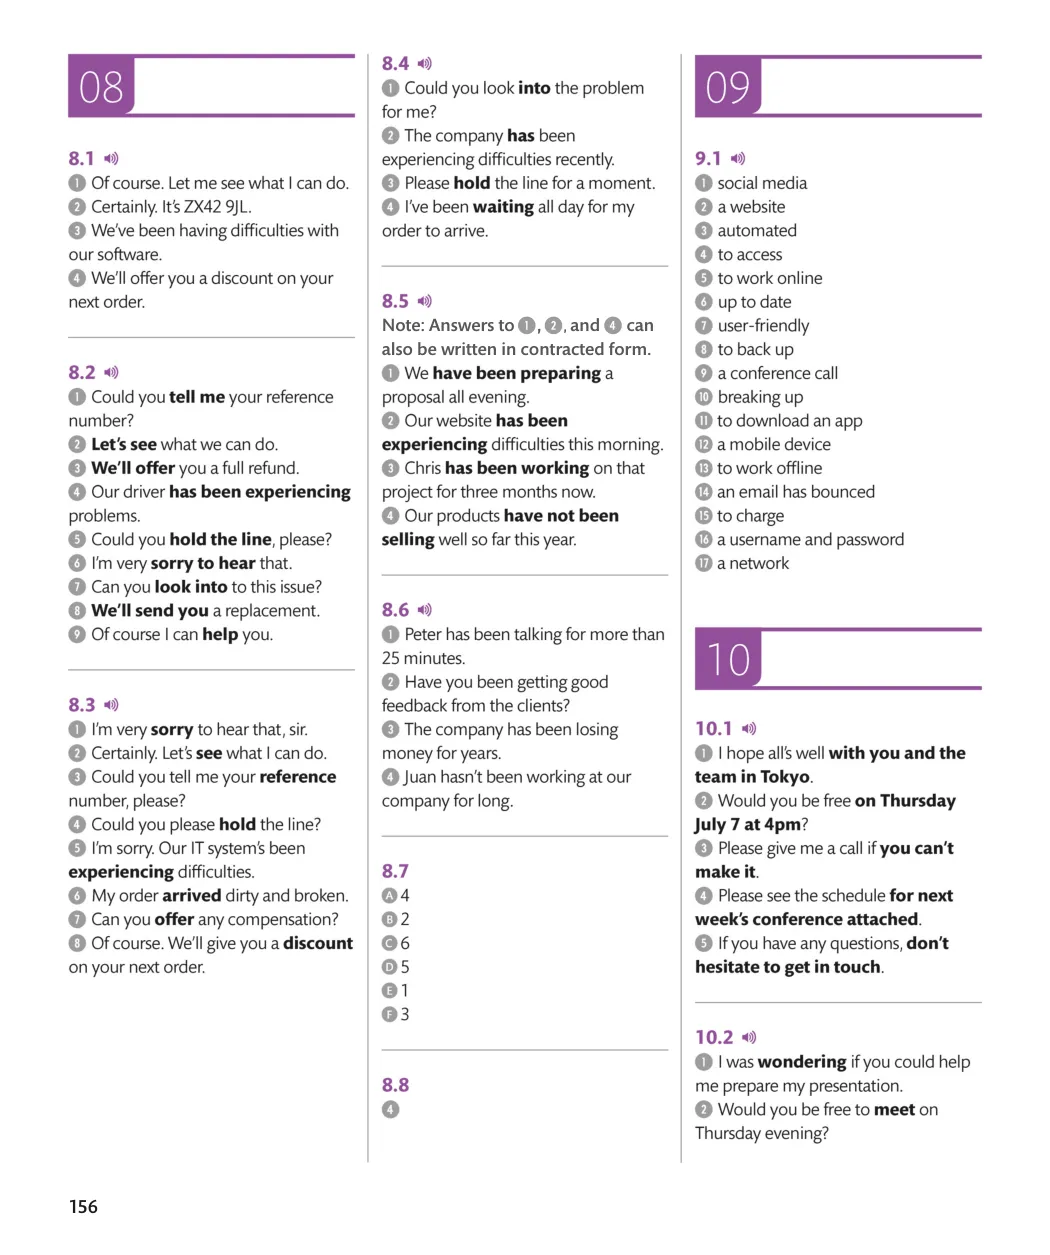 08
8.1
1 Of course. Let me see what I can do.
2 Certainly. It's ZX42 9JL.
3 We've been having difficulties with
our software.
4 We'll offer you a discount on your
next order.
8.2
1 Could you tell me your reference
number?
2 Let's see what we can do.
3 We'll offer you a full refund.
4 Our driver has been experiencing
problems.
5 Could you hold the line, please?
6 I'm very sorry to hear that.
7 Can you look into to this issue?
8 We'll send you a replacement.
9 Of course I can help you.
8.3
1 I'm very sorry to hear that, sir.
2 Certainly. Let's see what I can do.
3 Could you tell me your reference
number, please?
4 Could you please hold the line?
5 I'm sorry. Our IT system's been
experiencing difficulties.
6 My order arrived dirty and broken.
7 Can you offer any compensation?
8 Of course. We'll give you a discount
on your next order.
8.4
1 Could you look into the problem
for me?
2 The company has been
experiencing difficulties recently.
3 Please hold the line for a moment.
4 I've been waiting all day for my
order to arrive.
8.5
Note: Answers to 1, 2, and 4 can
also be written in contracted form.
1 We have been preparing a
proposal all evening.
2 Our website has been
experiencing difficulties this morning.
3 Chris has been working on that
project for three months now.
4 Our products have not been
selling well so far this year.
8.6
1 Peter has been talking for more than
25 minutes.
2 Have you been getting good
feedback from the clients?
3 The company has been losing
money for years.
4 Juan hasn't been working at our
company for long.
8.7
A 4
B 2
C 6
D 5
E 1
F 3
8.8
4
09
9.1
1 social media
2 a website
3 automated
4 to access
5 to work online
6 up to date
7 user-friendly
8 to back up
9 a conference call
10 breaking up
11 to download an app
12 a mobile device
13 to work offline
14 an email has bounced
15 to charge
16 a username and password
17 a network
10
10.1
1 I hope all's well with you and the
team in Tokyo.
2 Would you be free on Thursday
July 7 at 4pm?
3 Please give me a call if you can't
make it.
4 Please see the schedule for next
week's conference attached.
5 If you have any questions, don't
hesitate to get in touch.
10.2
1 I was wondering if you could help
me prepare my presentation.
2 Would you be free to meet on
Thursday evening?
156